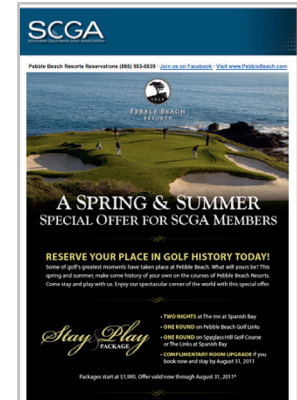 SCGA
SOUTHERN CALIFORNIA GOLF ASSOCIATION
Pebble Beach Resorts Reservations (866) 993-6939 · Join us on Facebook · Visit www.PebbleBeach.com
PEBBLE BEACH
RESORTS
A SPRING & SUMMER
SPECIAL OFFER FOR SCGA MEMBERS
RESERVE YOUR PLACE IN GOLF HISTORY TODAY!
Some of golf's greatest moments have taken place at Pebble Beach. What will yours be? This
spring and summer, make some history of your own on the courses of Pebble Beach Resorts.
Come stay and play with us. Enjoy our spectacular corner of the world with this special offer.
Stay & Play
PACKAGE
• TWO NIGHTS at The Inn at Spanish Bay
• ONE ROUND on Pebble Beach Golf Links
• ONE ROUND on Spyglass Hill Golf Course
or The Links at Spanish Bay
• COMPLIMENTARY ROOM UPGRADE if you
book now and stay by August 31, 2011
Packages start at $1,995. Offer valid now through August 31, 2011*